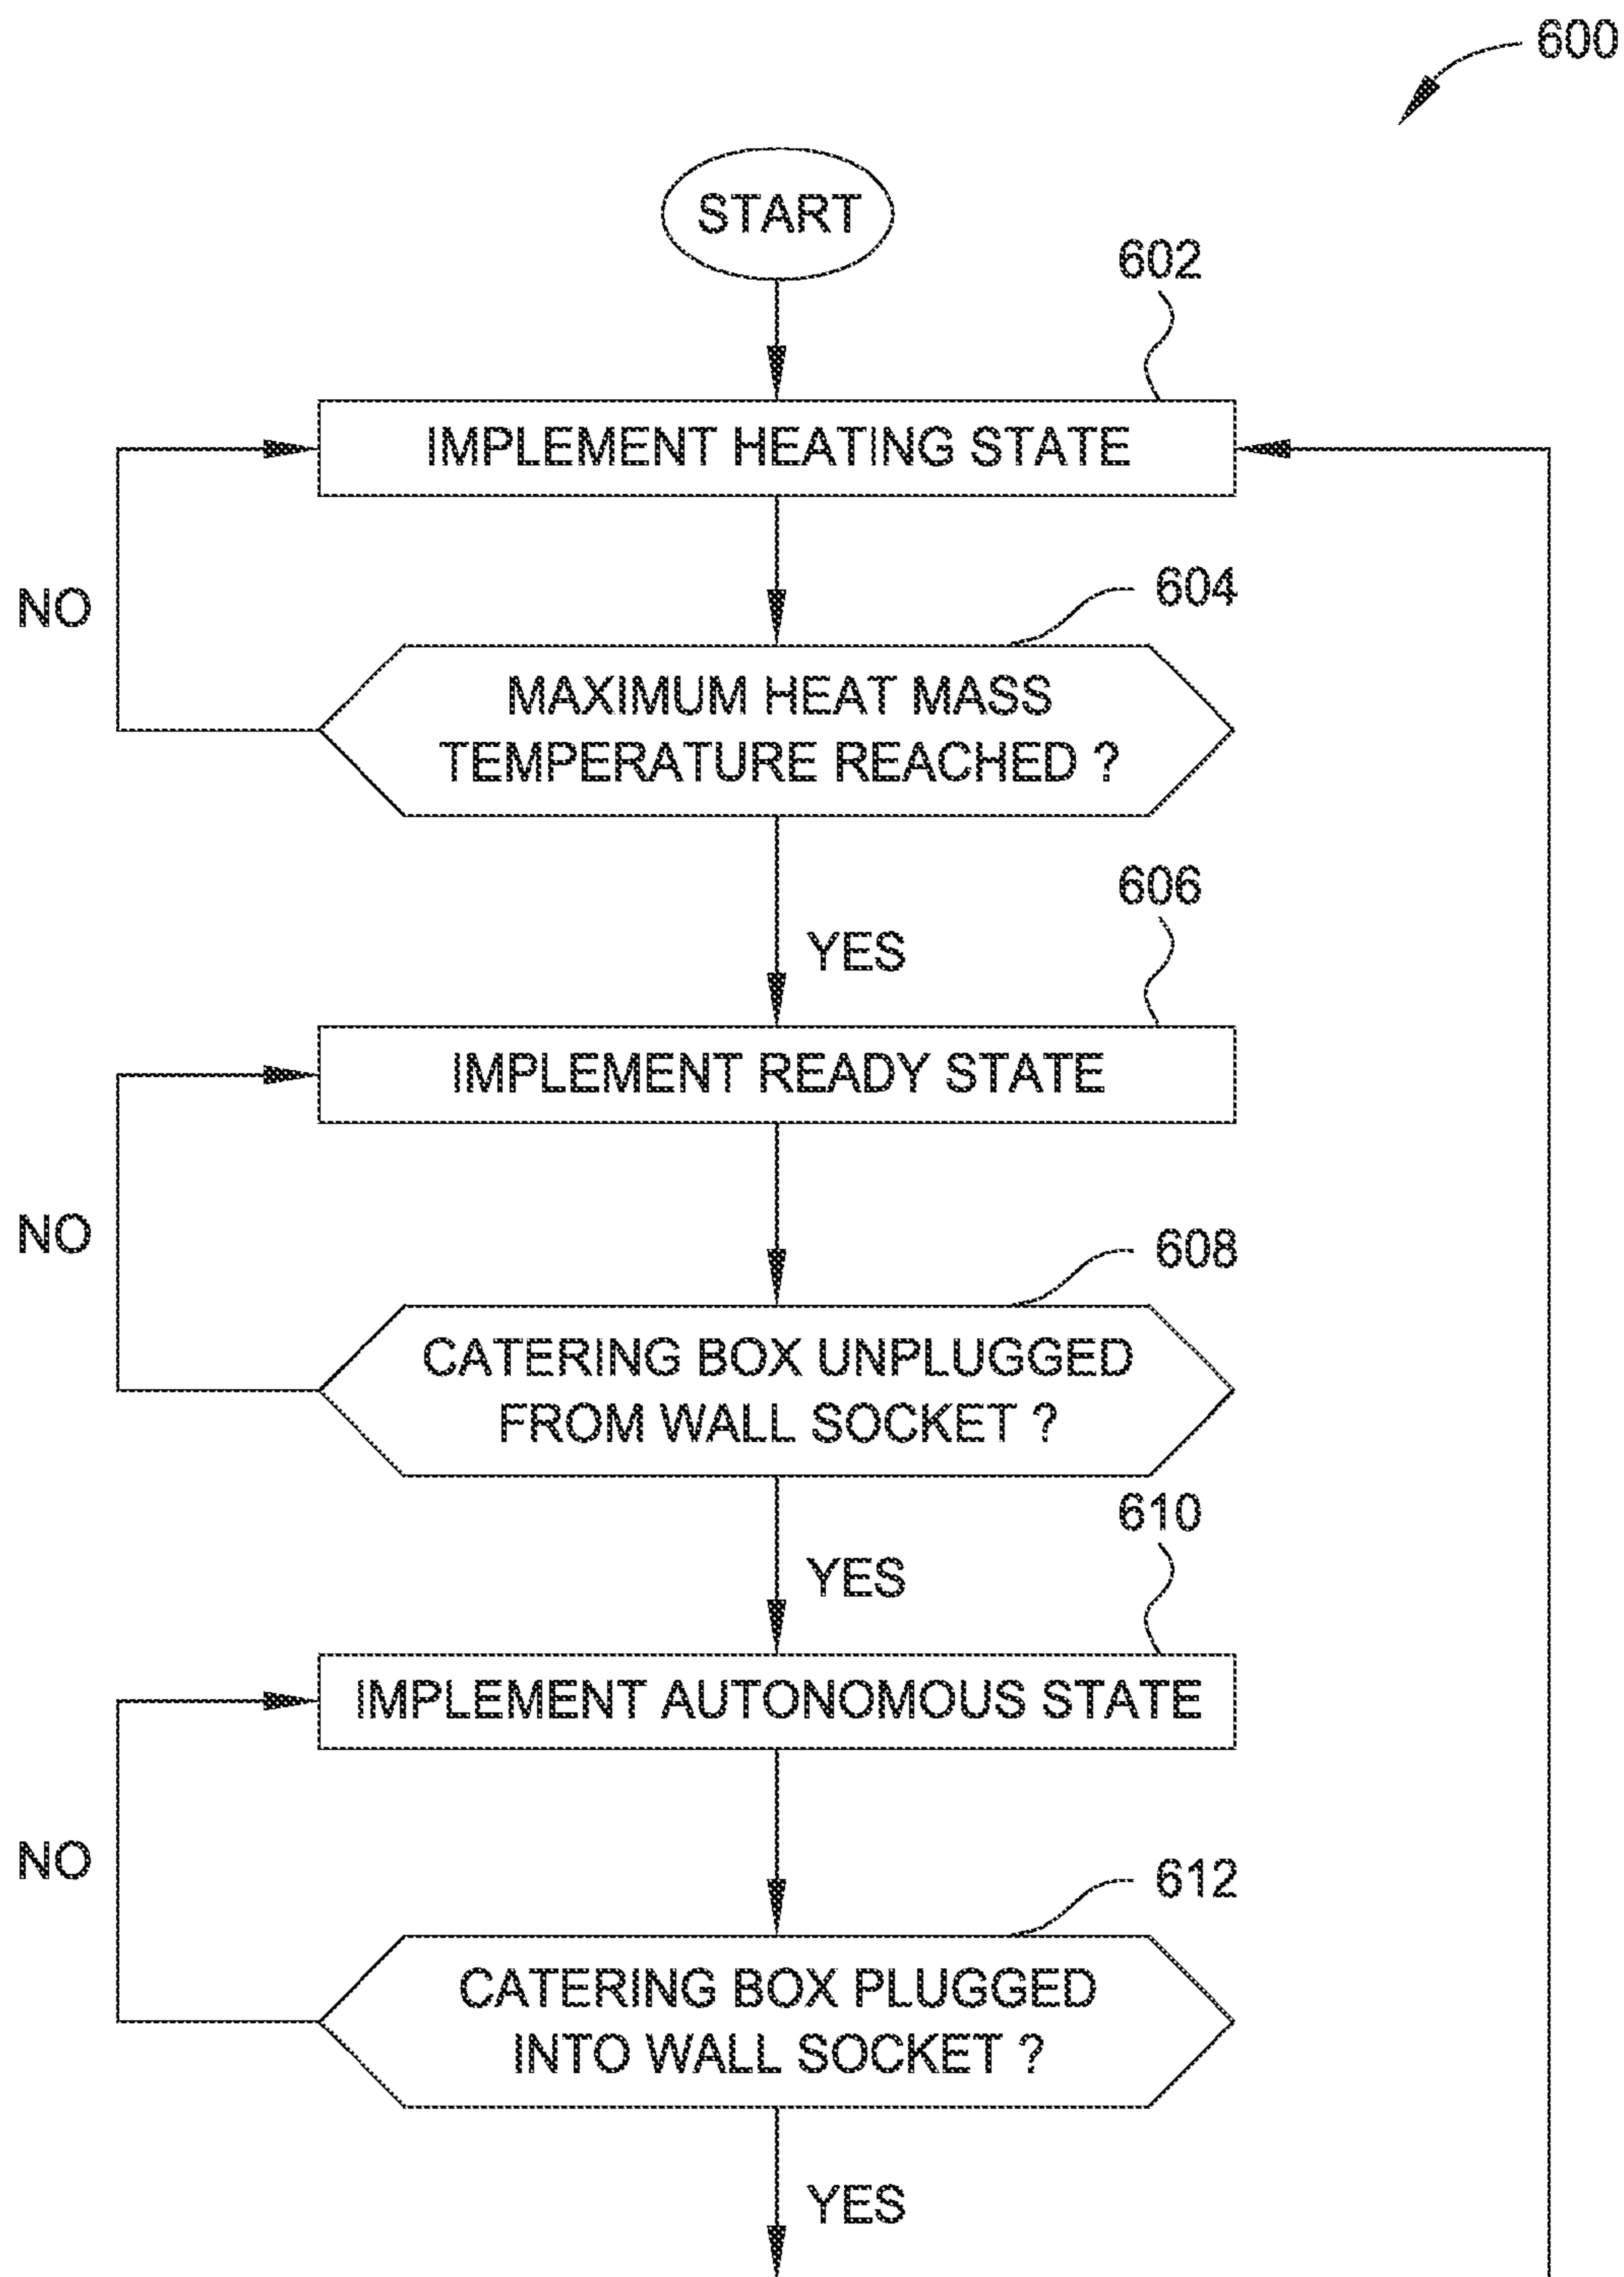 600
START
602
IMPLEMENT HEATING STATE
NO
604
MAXIMUM HEAT MASS
TEMPERATURE REACHED ?
606
YES
IMPLEMENT READY STATE
NO
608
CATERING BOX UNPLUGGED
FROM WALL SOCKET ?
610
YES
IMPLEMENT AUTONOMOUS STATE
NO
612
CATERING BOX PLUGGED
INTO WALL SOCKET ?
YES